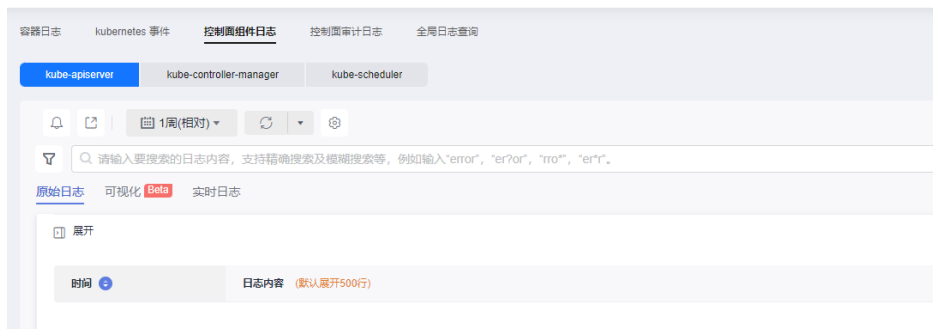 容器日志 kubernetes 事件 控制面组件日志 控制面审计日志 全局日志查询
kube-apiserver kube-controller-manager kube-scheduler
1周(相对)
请输入要搜索的日志内容，支持精确搜索及模糊搜索等，例如输入"error"，"er?or"，"rro*"，"er*r"。
原始日志 可视化 Beta 实时日志
展开
时间 日志内容 (默认展开500行)